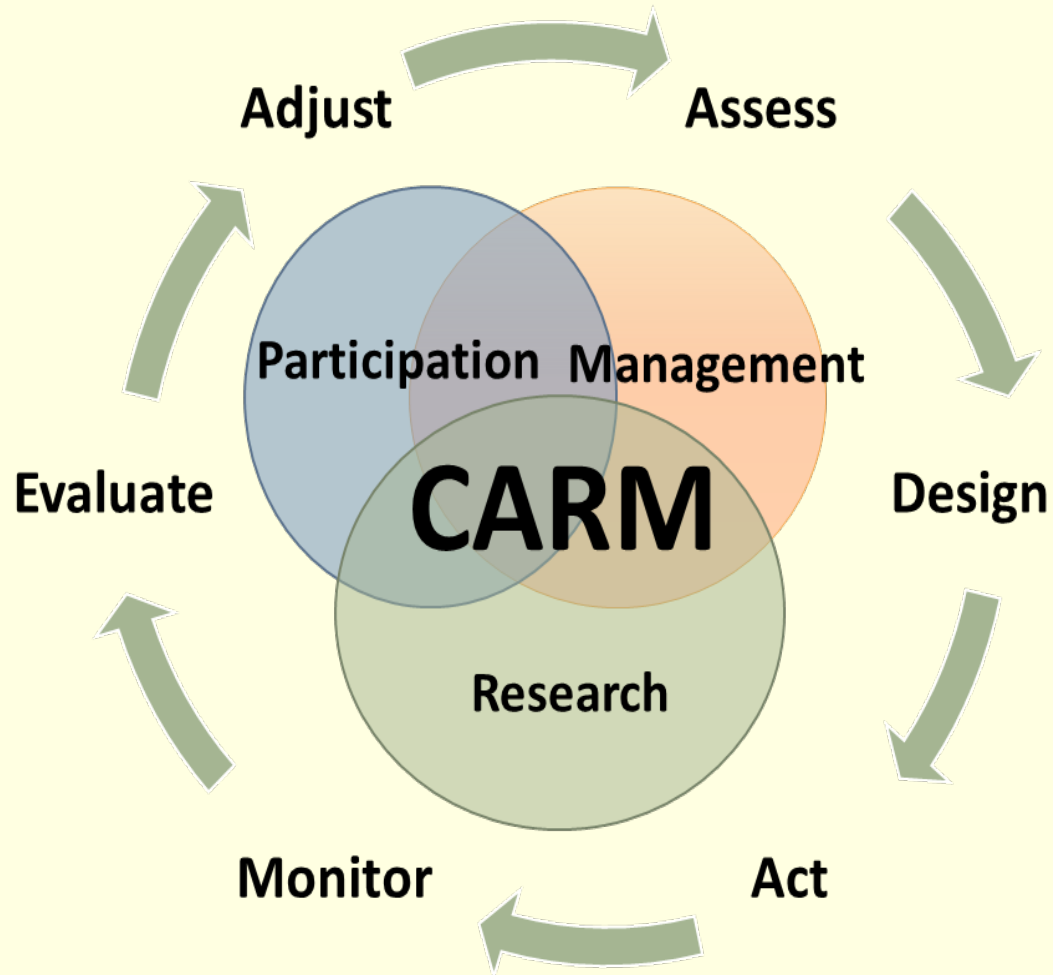 Adjust
Assess
Participation
Management
CARM
Evaluate
Design
Research
Monitor
Act